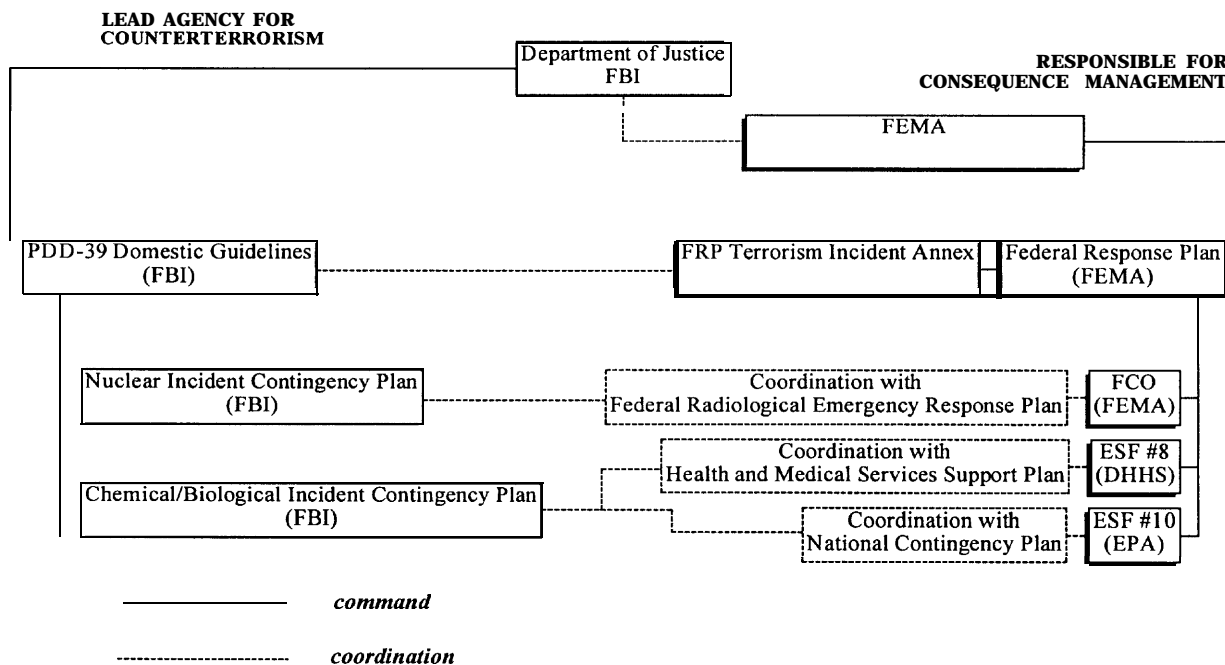 LEAD AGENCY FOR
COUNTERTERRORISM
Department of Justice
FBI
RESPONSIBLE FOR
CONSEQUENCE MANAGEMENT
FEMA
PDD-39 Domestic Guidelines
(FBI)
FRP Terrorism Incident Annex
Federal Response Plan
(FEMA)
Nuclear Incident Contingency Plan
(FBI)
Coordination with
Federal Radiological Emergency Response Plan
FCO
(FEMA)
Chemical/Biological Incident Contingency Plan
(FBI)
Coordination with
Health and Medical Services Support Plan
ESF #8
(DHHS)
Coordination with
National Contingency Plan
ESF #10
(EPA)
command
coordination